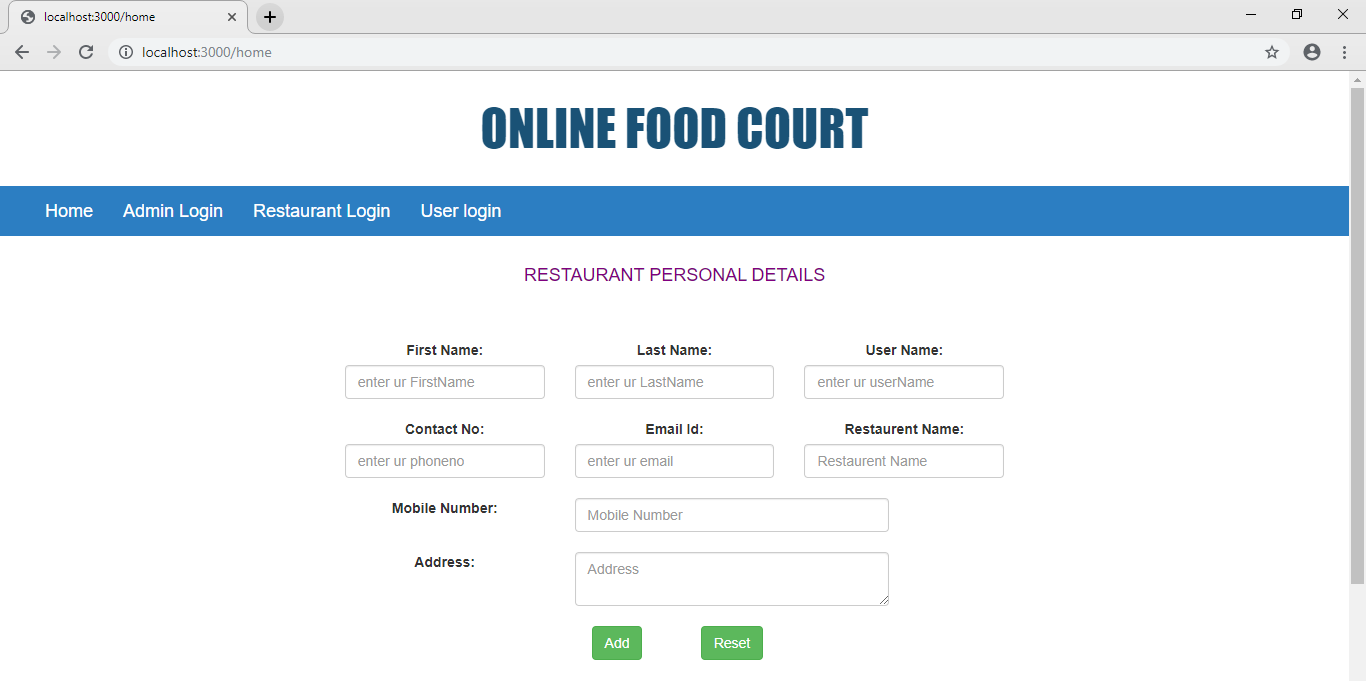 localhost:3000/home
localhost:3000/home
ONLINE FOOD COURT
Home Admin Login Restaurant Login User login
RESTAURANT PERSONAL DETAILS
First Name: Last Name: User Name:
enter ur FirstName enter ur LastName enter ur userName
Contact No: Email Id: Restaurent Name:
enter ur phoneno enter ur email Restaurent Name
Mobile Number: Mobile Number
Address: Address
Add Reset